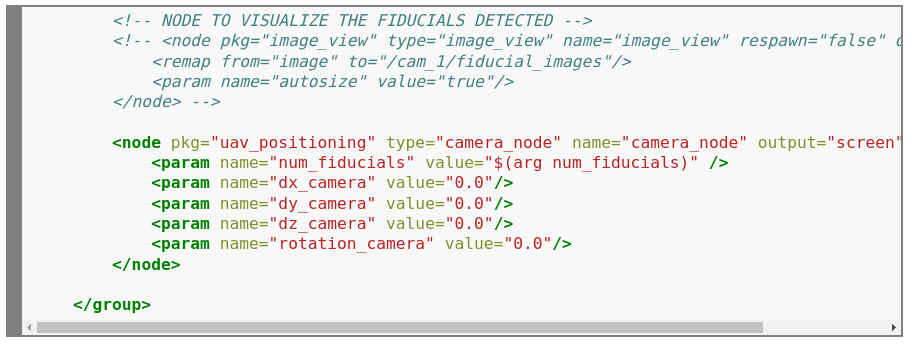 <!-- NODE TO VISUALIZE THE FIDUCIALS DETECTED -->
<!-- <node pkg="image_view" type="image_view" name="image_view" respawn="false"
<remap from="image" to="/cam_1/fiducial_images"/>
<param name="autosize" value="true"/>
</node> -->
<node pkg="uav_positioning" type="camera_node" name="camera_node" output="screen"
<param name="num_fiducials" value="$(arg num_fiducials)" />
<param name="dx_camera" value="0.0"/>
<param name="dy_camera" value="0.0"/>
<param name="dz_camera" value="0.0"/>
<param name="rotation_camera" value="0.0"/>
</node>
</group>